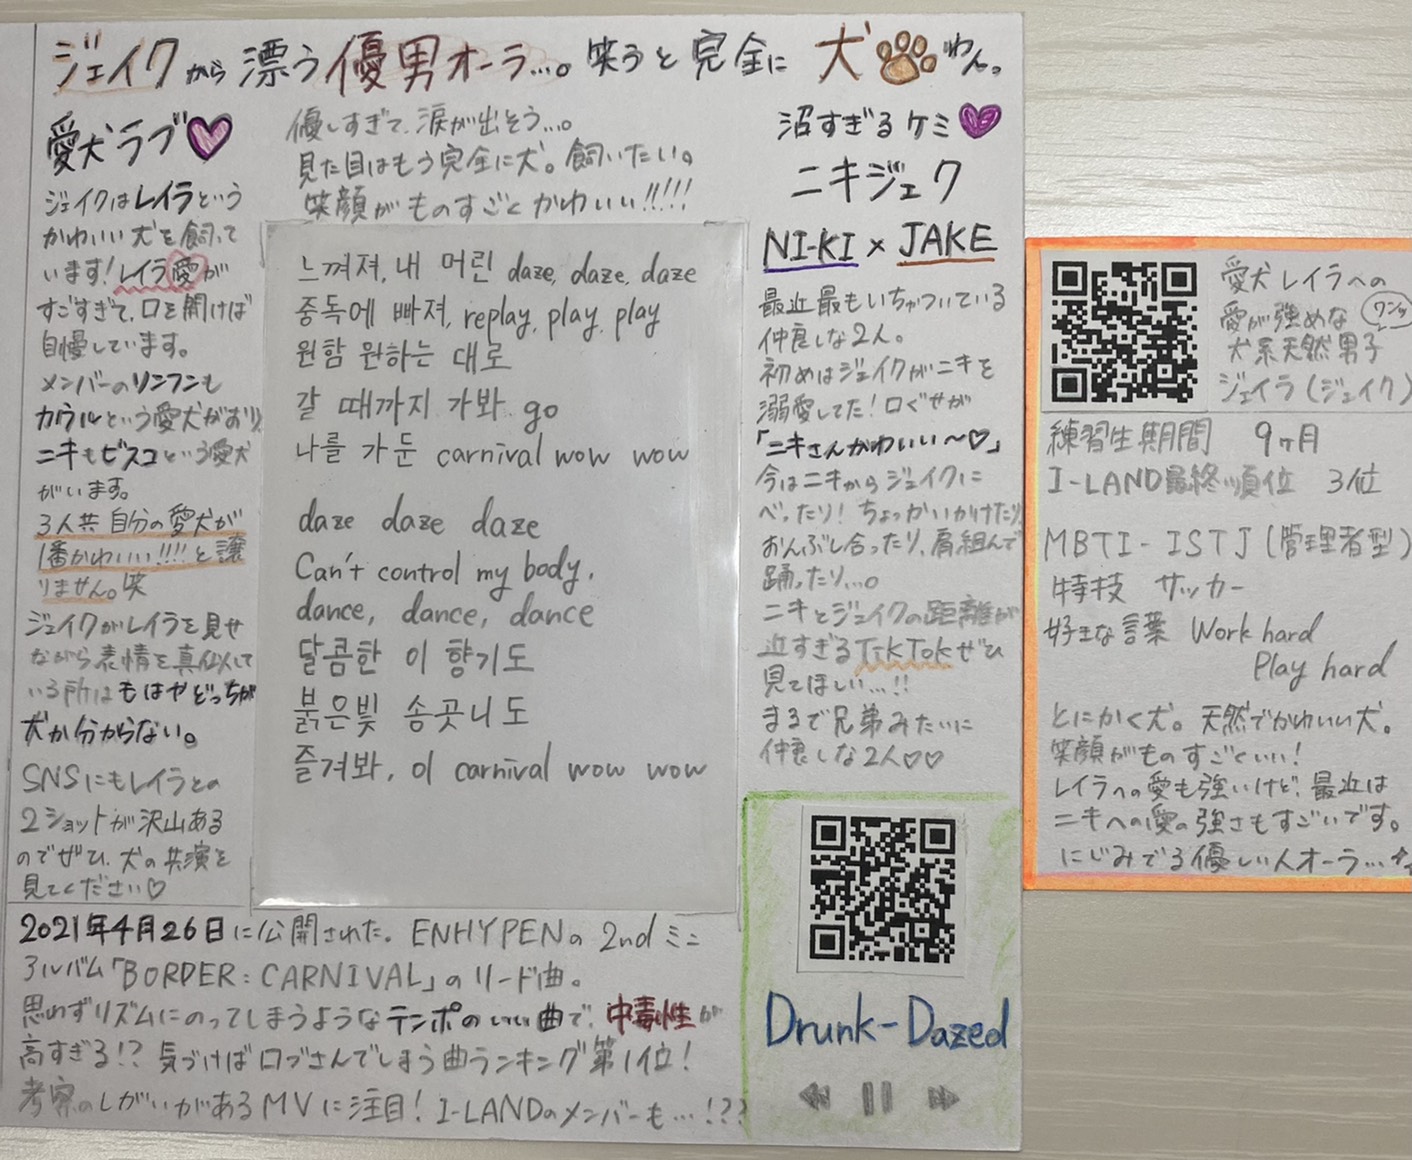 ジェイクから漂う優男オーラ...。笑うと完全に犬わん。
愛犬ラブ
ジェイクはレイラという
かわいい犬を飼って
います!レイラ愛が
すごすぎて、口を開けば
自慢しています。
メンバーのソンフンも
カウルという愛犬がおり、
ニキもビスコという愛犬
がいます。
3人共自分の愛犬が
1番かわいい!!!!と譲
りません。笑
ジェイクがレイラを見せ
ながら表情を真似して
いる所はもはやどっちが
犬か分からない。
SNSにもレイラとの
2ショットが沢山ある
のでぜひ、犬の共演を
見てください♡
優しすぎて、涙が出そう...。
見た目はもう完全に犬。飼いたい。
笑顔がものすごくかわいい!!!!!
느껴져, 내 머린 daze, daze, daze
중독에 빠져, replay, play, play
원함 원하는 대로
갈 때까지 가봐 go
나를 가둔 carnival wow wow
daze daze daze
Can't control my body,
dance, dance, dance
달콤한 이 향기도
붉은빛 송곳니도
즐겨봐, 이 carnival wow wow
沼すぎるケミ
ニキジェク
NI-KI × JAKE
最近最もいちゃついている
仲良しな2人。
初めはジェイクがニキを
溺愛してた!口ぐせが
「ニキさんかわいい〜♡」
今はニキからジェイクに
べったり!ちょっかいかけたり、
おんぶし合ったり、肩組んで
踊ったり...。
ニキとジェイクの距離が
近すぎるTikTokぜひ
見てほしい...!!
まるで兄弟みたいに
仲良しな2人♡♡
2021年4月26日に公開された。ENHYPENの2ndミニ
アルバム「BORDER:CARNIVAL」のリード曲。
思わずリズムにのってしまうようなテンポのいい曲で、中毒性が
高すぎる!?気づけば口ずさんでしまう曲ランキング第1位!
考察のしがいがあるMVに注目!I-LANDのメンバーも...!??
Drunk-Dazed
愛犬レイラへの
愛が強めな
ワンッ
犬系天然男子
ジェイラ(ジェイク)
練習生期間 9ヶ月
I-LAND最終順位 3位
MBTI-ISTJ(管理者型)
特技 サッカー
好きな言葉 Work hard
Play hard
とにかく犬。天然でかわいい犬。
笑顔がものすごくいい!
レイラへの愛も強いけど、最近は
ニキへの愛の強さもすごいです。
にじみでる優しい人オーラ...